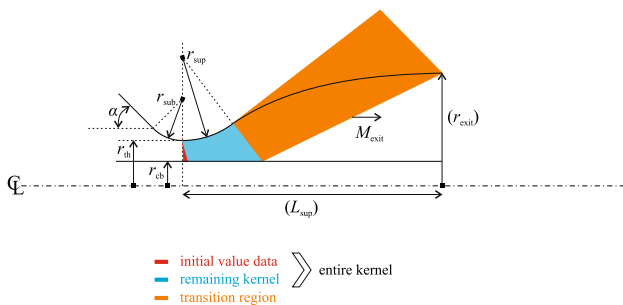 r_sup
r_sub
α
r_th
r_cb
M_exit
(r_exit)
℄
(L_sup)
initial value data
remaining kernel
entire kernel
transition region